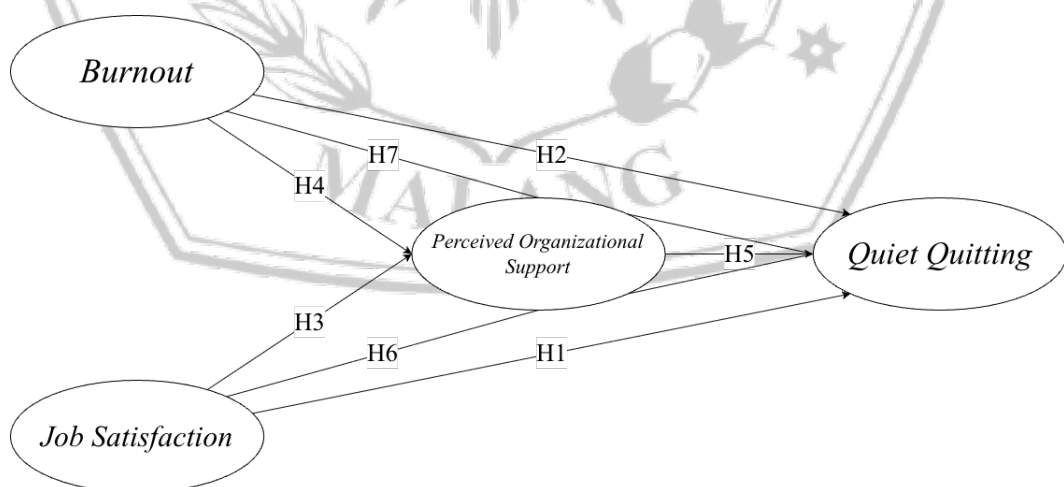 Burnout
H7
H2
H4
MALANG
Perceived Organizational
Support
H5
Quiet Quitting
H3
H6
H1
Job Satisfaction